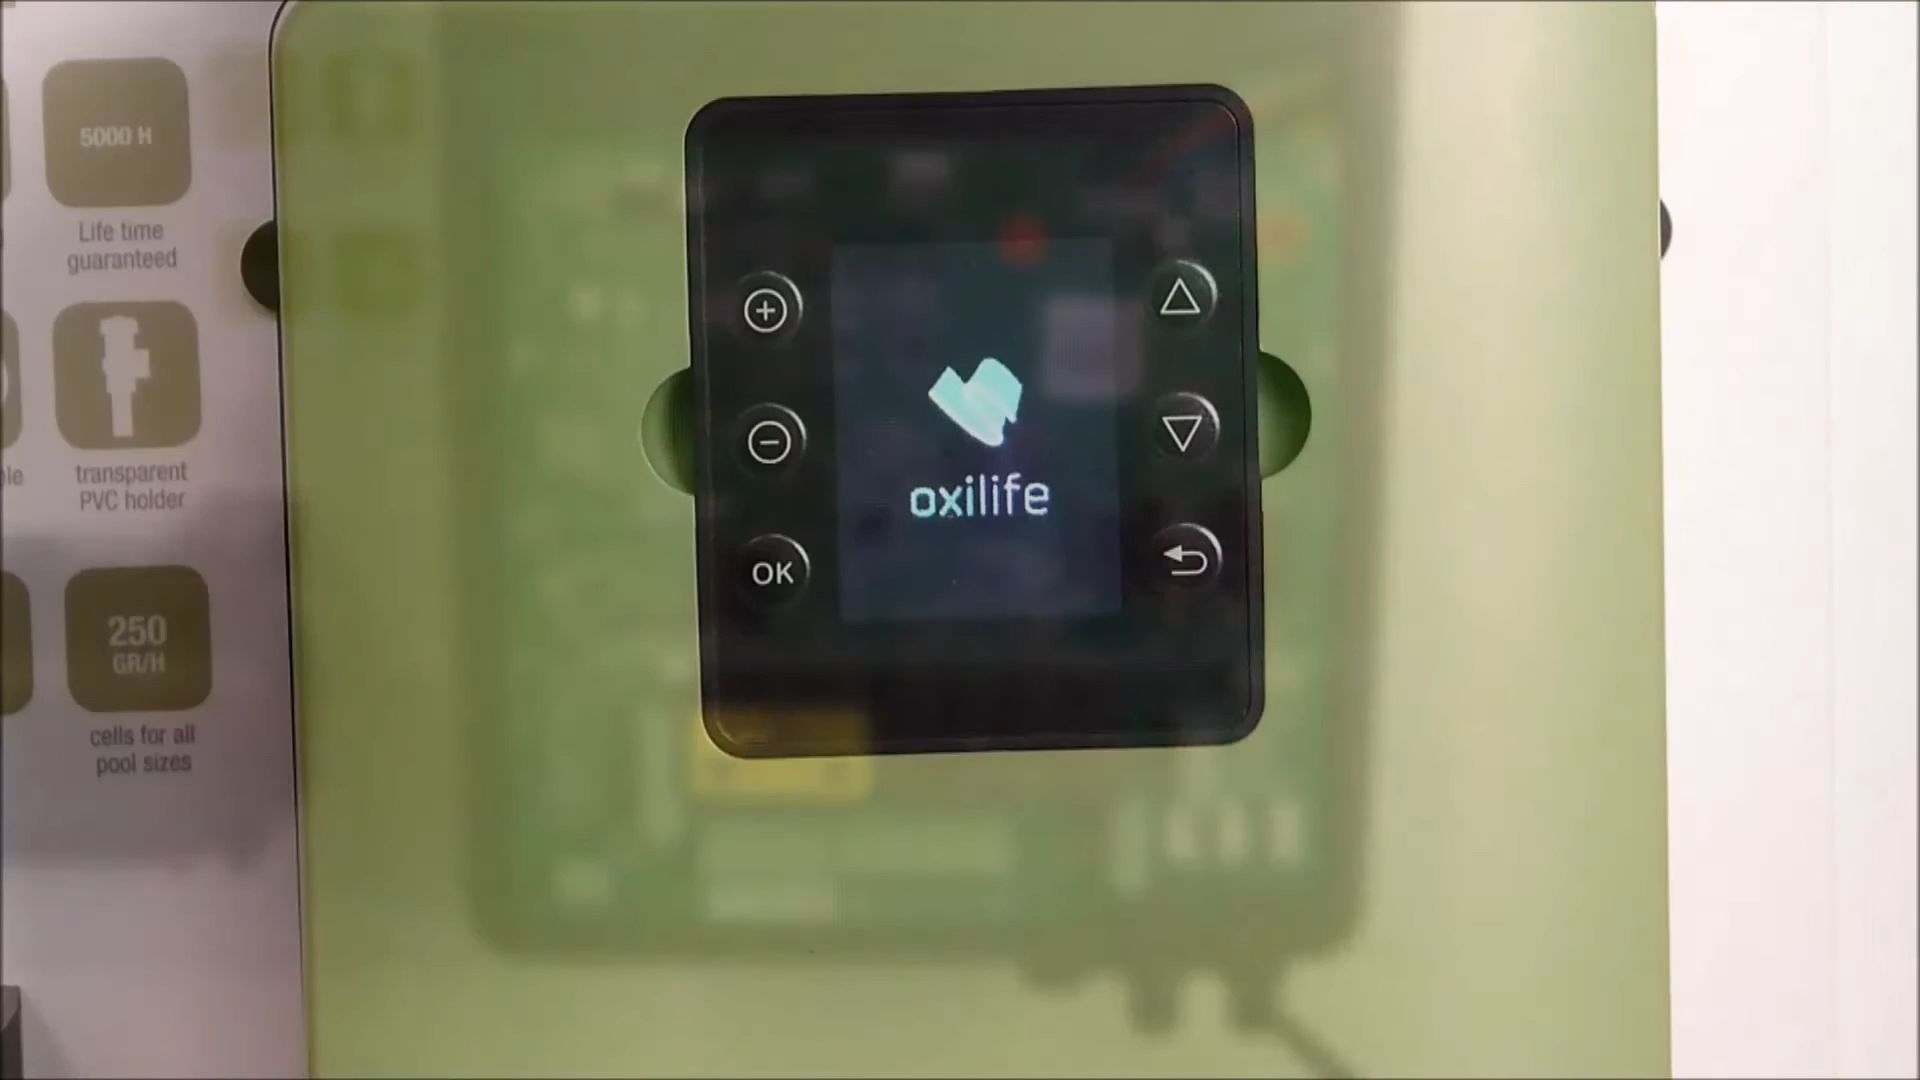 5000 H
Life time
guaranteed
transparent
PVC holder
250
GR/H
cells for all
pool sizes
oxilife
OK